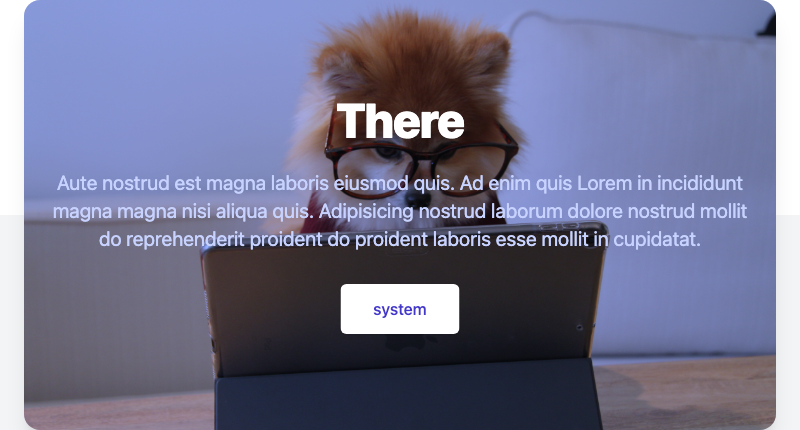 There
Aute nostrud est magna laboris eiusmod quis. Ad enim quis Lorem in incididunt
magna magna nisi aliqua quis. Adipisicing nostrud laborum dolore nostrud mollit
do reprehenderit proident do proident laboris esse mollit in cupidatat.
system